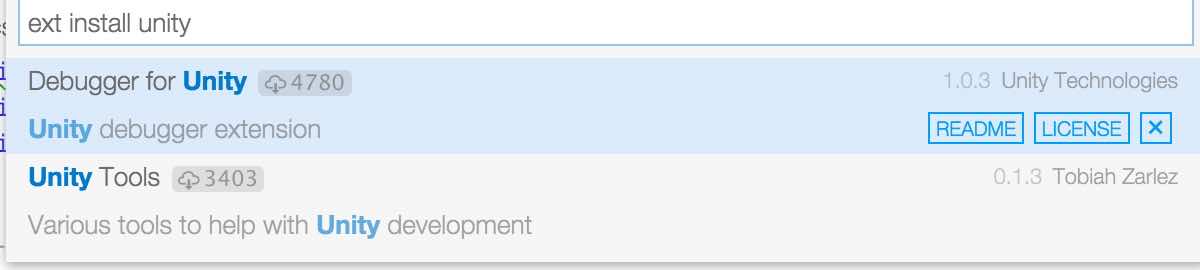 ext install unity
Debugger for Unity 4780 1.0.3 Unity Technologies
Unity debugger extension README LICENSE ✕
Unity Tools 3403 0.1.3 Tobiah Zarlez
Various tools to help with Unity development